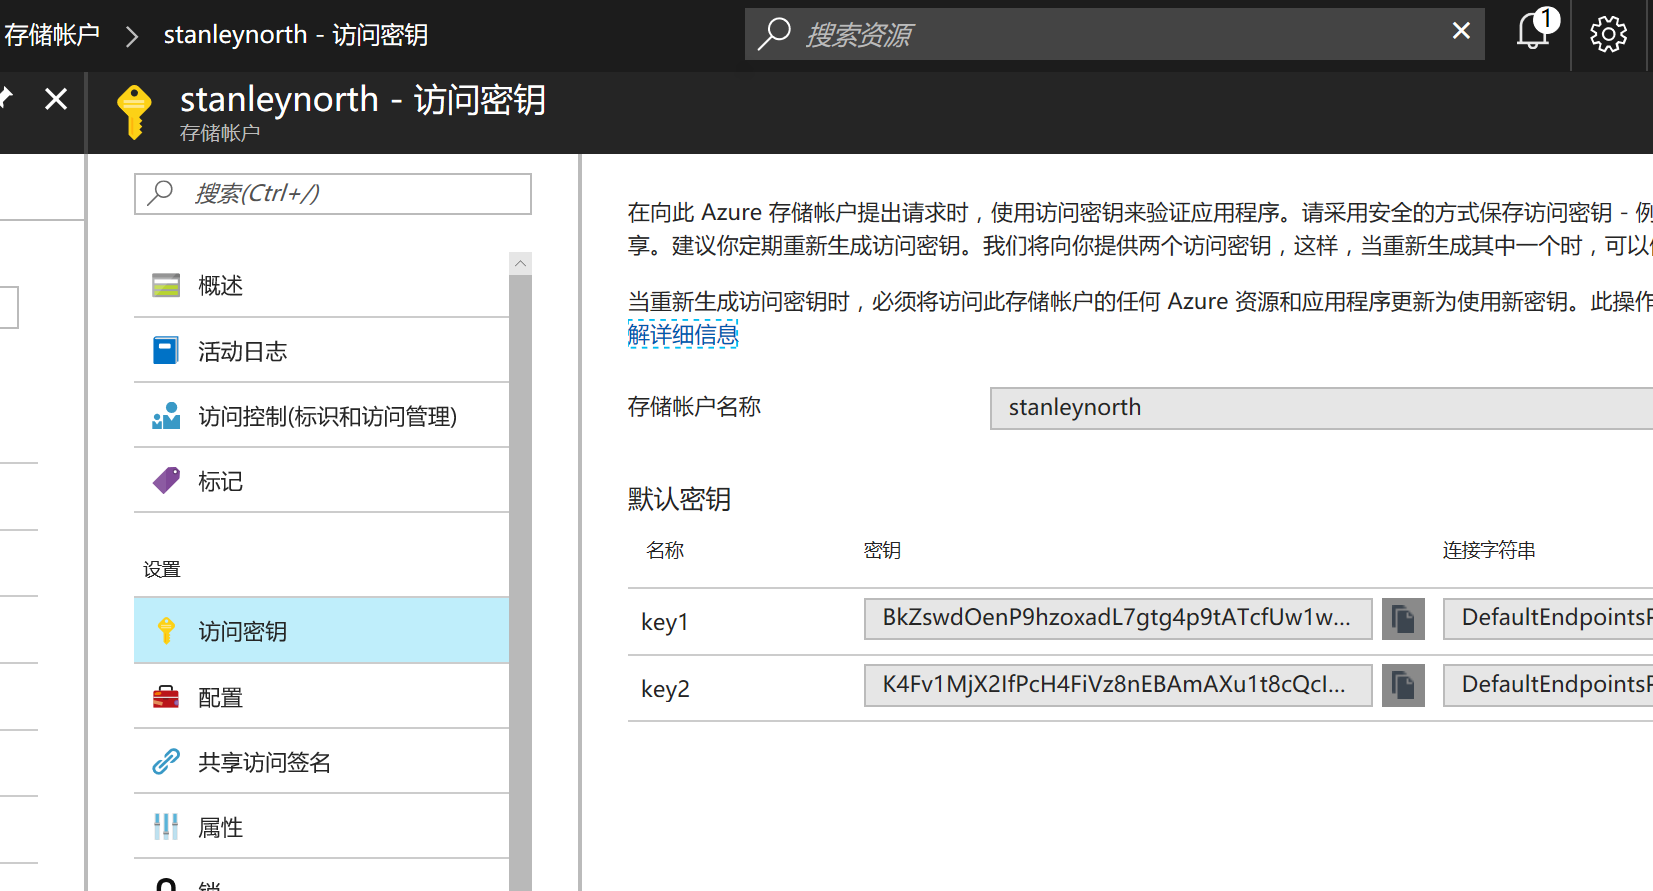 存储帐户 > stanleynorth - 访问密钥
搜索资源
1
stanleynorth - 访问密钥
存储帐户
搜索(Ctrl+/)
概述
活动日志
访问控制(标识和访问管理)
标记
设置
访问密钥
配置
共享访问签名
属性
锁
在向此 Azure 存储帐户提出请求时，使用访问密钥来验证应用程序。请采用安全的方式保存访问密钥 - 例
享。建议你定期重新生成访问密钥。我们将向你提供两个访问密钥，这样，当重新生成其中一个时，可以
当重新生成访问密钥时，必须将访问此存储帐户的任何 Azure 资源和应用程序更新为使用新密钥。此操作
解详细信息
存储帐户名称 stanleynorth
默认密钥
名称 密钥 连接字符串
key1 BkZswdOenP9hzoxadL7gtg4p9tATcfUw1w... DefaultEndpointsP
key2 K4Fv1MjX2IfPcH4FiVz8nEBAmAXu1t8cQcI... DefaultEndpointsP